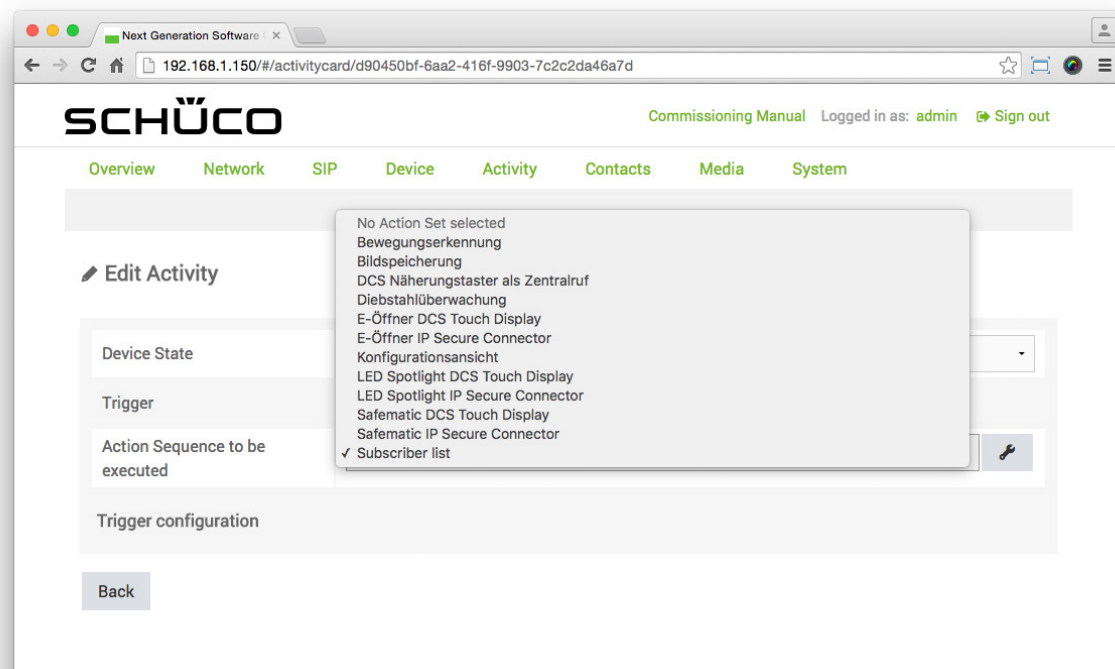 Next Generation Software
192.168.1.150/#/activitycard/d90450bf-6aa2-416f-9903-7c2c2da46a7d
SCHÜCO
Commissioning Manual Logged in as: admin Sign out
Overview Network SIP Device Activity Contacts Media System
No Action Set selected
Bewegungserkennung
Bildspeicherung
DCS Näherungstaster als Zentralruf
Diebstahlüberwachung
E-Öffner DCS Touch Display
E-Öffner IP Secure Connector
Konfigurationsansicht
LED Spotlight DCS Touch Display
LED Spotlight IP Secure Connector
Safematic DCS Touch Display
Safematic IP Secure Connector
✓ Subscriber list
Edit Activity
Device State
Trigger
Action Sequence to be
executed
Trigger configuration
Back